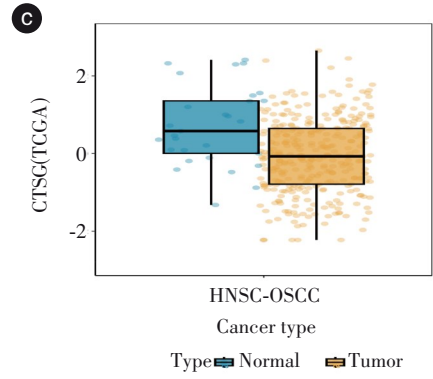 C
CTSG(TCGA)
2
0
-2
HNSC-OSCC
Cancer type
Type Normal Tumor